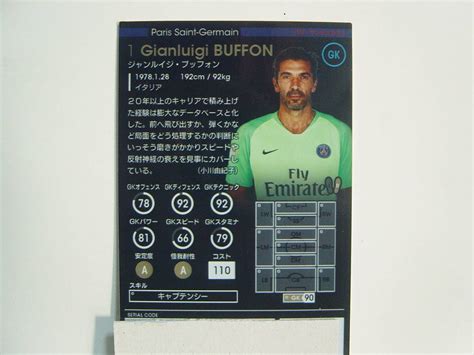 Paris Saint-Germain
1 Gianluigi BUFFON
GK
ジャンルイジ・ブッフォン
1978.1.28 192cm / 92kg
イタリア
20年以上のキャリアで積み上げ
た経験は膨大なデータベースと化
した。前へ飛び出すか、弾くかな
ど局面をどう処理するかの判断に
いっそう磨きがかかりスピードや
反射神経の衰えを見事にカバーし
ている。 (小川由紀子)
Fly
Emirates
GKオフェンス GKディフェンス GKテクニック
78 92 92
GKパワー GKスピード GKスタミナ
81 66 79
安定度 怪我耐性 コスト
A A 110
スキル
キャプテンシー
LW RW
CM
CB
GK 90
SERIAL CODE